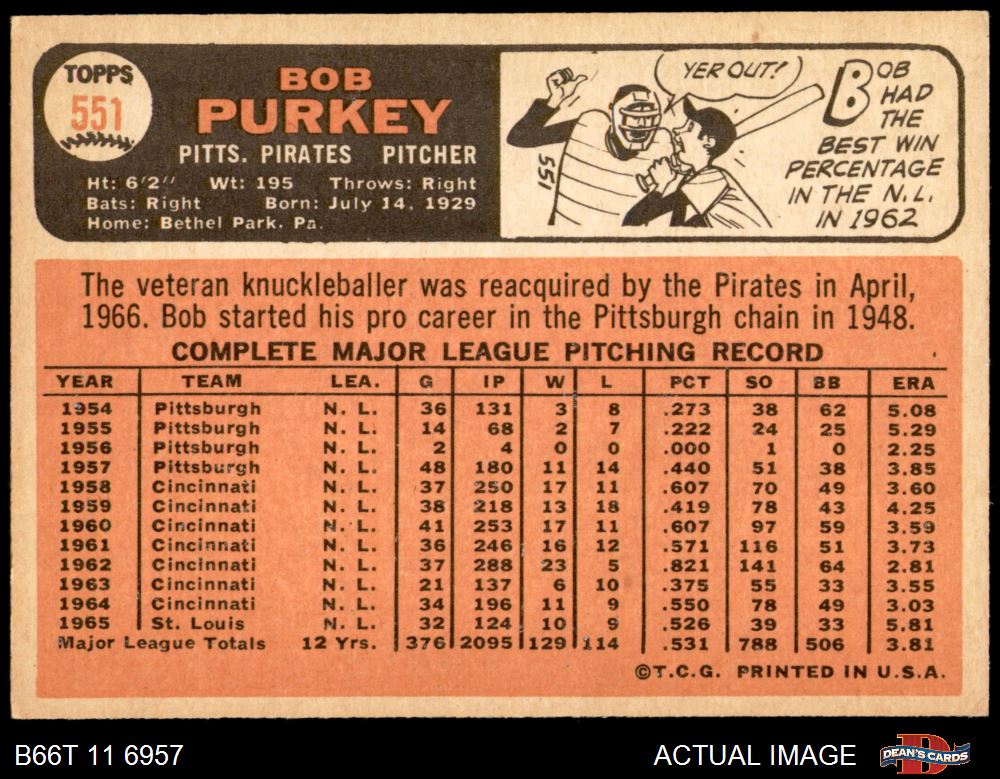 TOPPS
551
BOB
PURKEY
PITTS. PIRATES PITCHER
Ht: 6'2" Wt: 195 Throws: Right
Bats: Right Born: July 14, 1929
Home: Bethel Park, Pa.
YER OUT!
551
BOB
HAD
THE
BEST WIN
PERCENTAGE
IN THE N.L.
IN 1962
The veteran knuckleballer was reacquired by the Pirates in April,
1966. Bob started his pro career in the Pittsburgh chain in 1948.
COMPLETE MAJOR LEAGUE PITCHING RECORD
YEAR TEAM LEA. G IP W L PCT SO BB ERA
1954 Pittsburgh N. L. 36 131 3 8 .273 38 62 5.08
1955 Pittsburgh N. L. 14 68 2 7 .222 24 25 5.29
1956 Pittsburgh N. L. 2 4 0 0 .000 1 0 2.25
1957 Pittsburgh N. L. 48 180 11 14 .440 51 38 3.85
1958 Cincinnati N. L. 37 250 17 11 .607 70 49 3.60
1959 Cincinnati N. L. 38 218 13 18 .419 78 43 4.25
1960 Cincinnati N. L. 41 253 17 11 .607 97 59 3.59
1961 Cincinnati N. L. 36 246 16 12 .571 116 51 3.73
1962 Cincinnati N. L. 37 288 23 5 .821 141 64 2.81
1963 Cincinnati N. L. 21 137 6 10 .375 55 33 3.55
1964 Cincinnati N. L. 34 196 11 9 .550 78 49 3.03
1965 St. Louis N. L. 32 124 10 9 .526 39 33 5.81
Major League Totals 12 Yrs. 376 2095 129 114 .531 788 506 3.81
©T.C.G. PRINTED IN U.S.A.
B66T 11 6957
ACTUAL IMAGE
DEAN'S CARDS